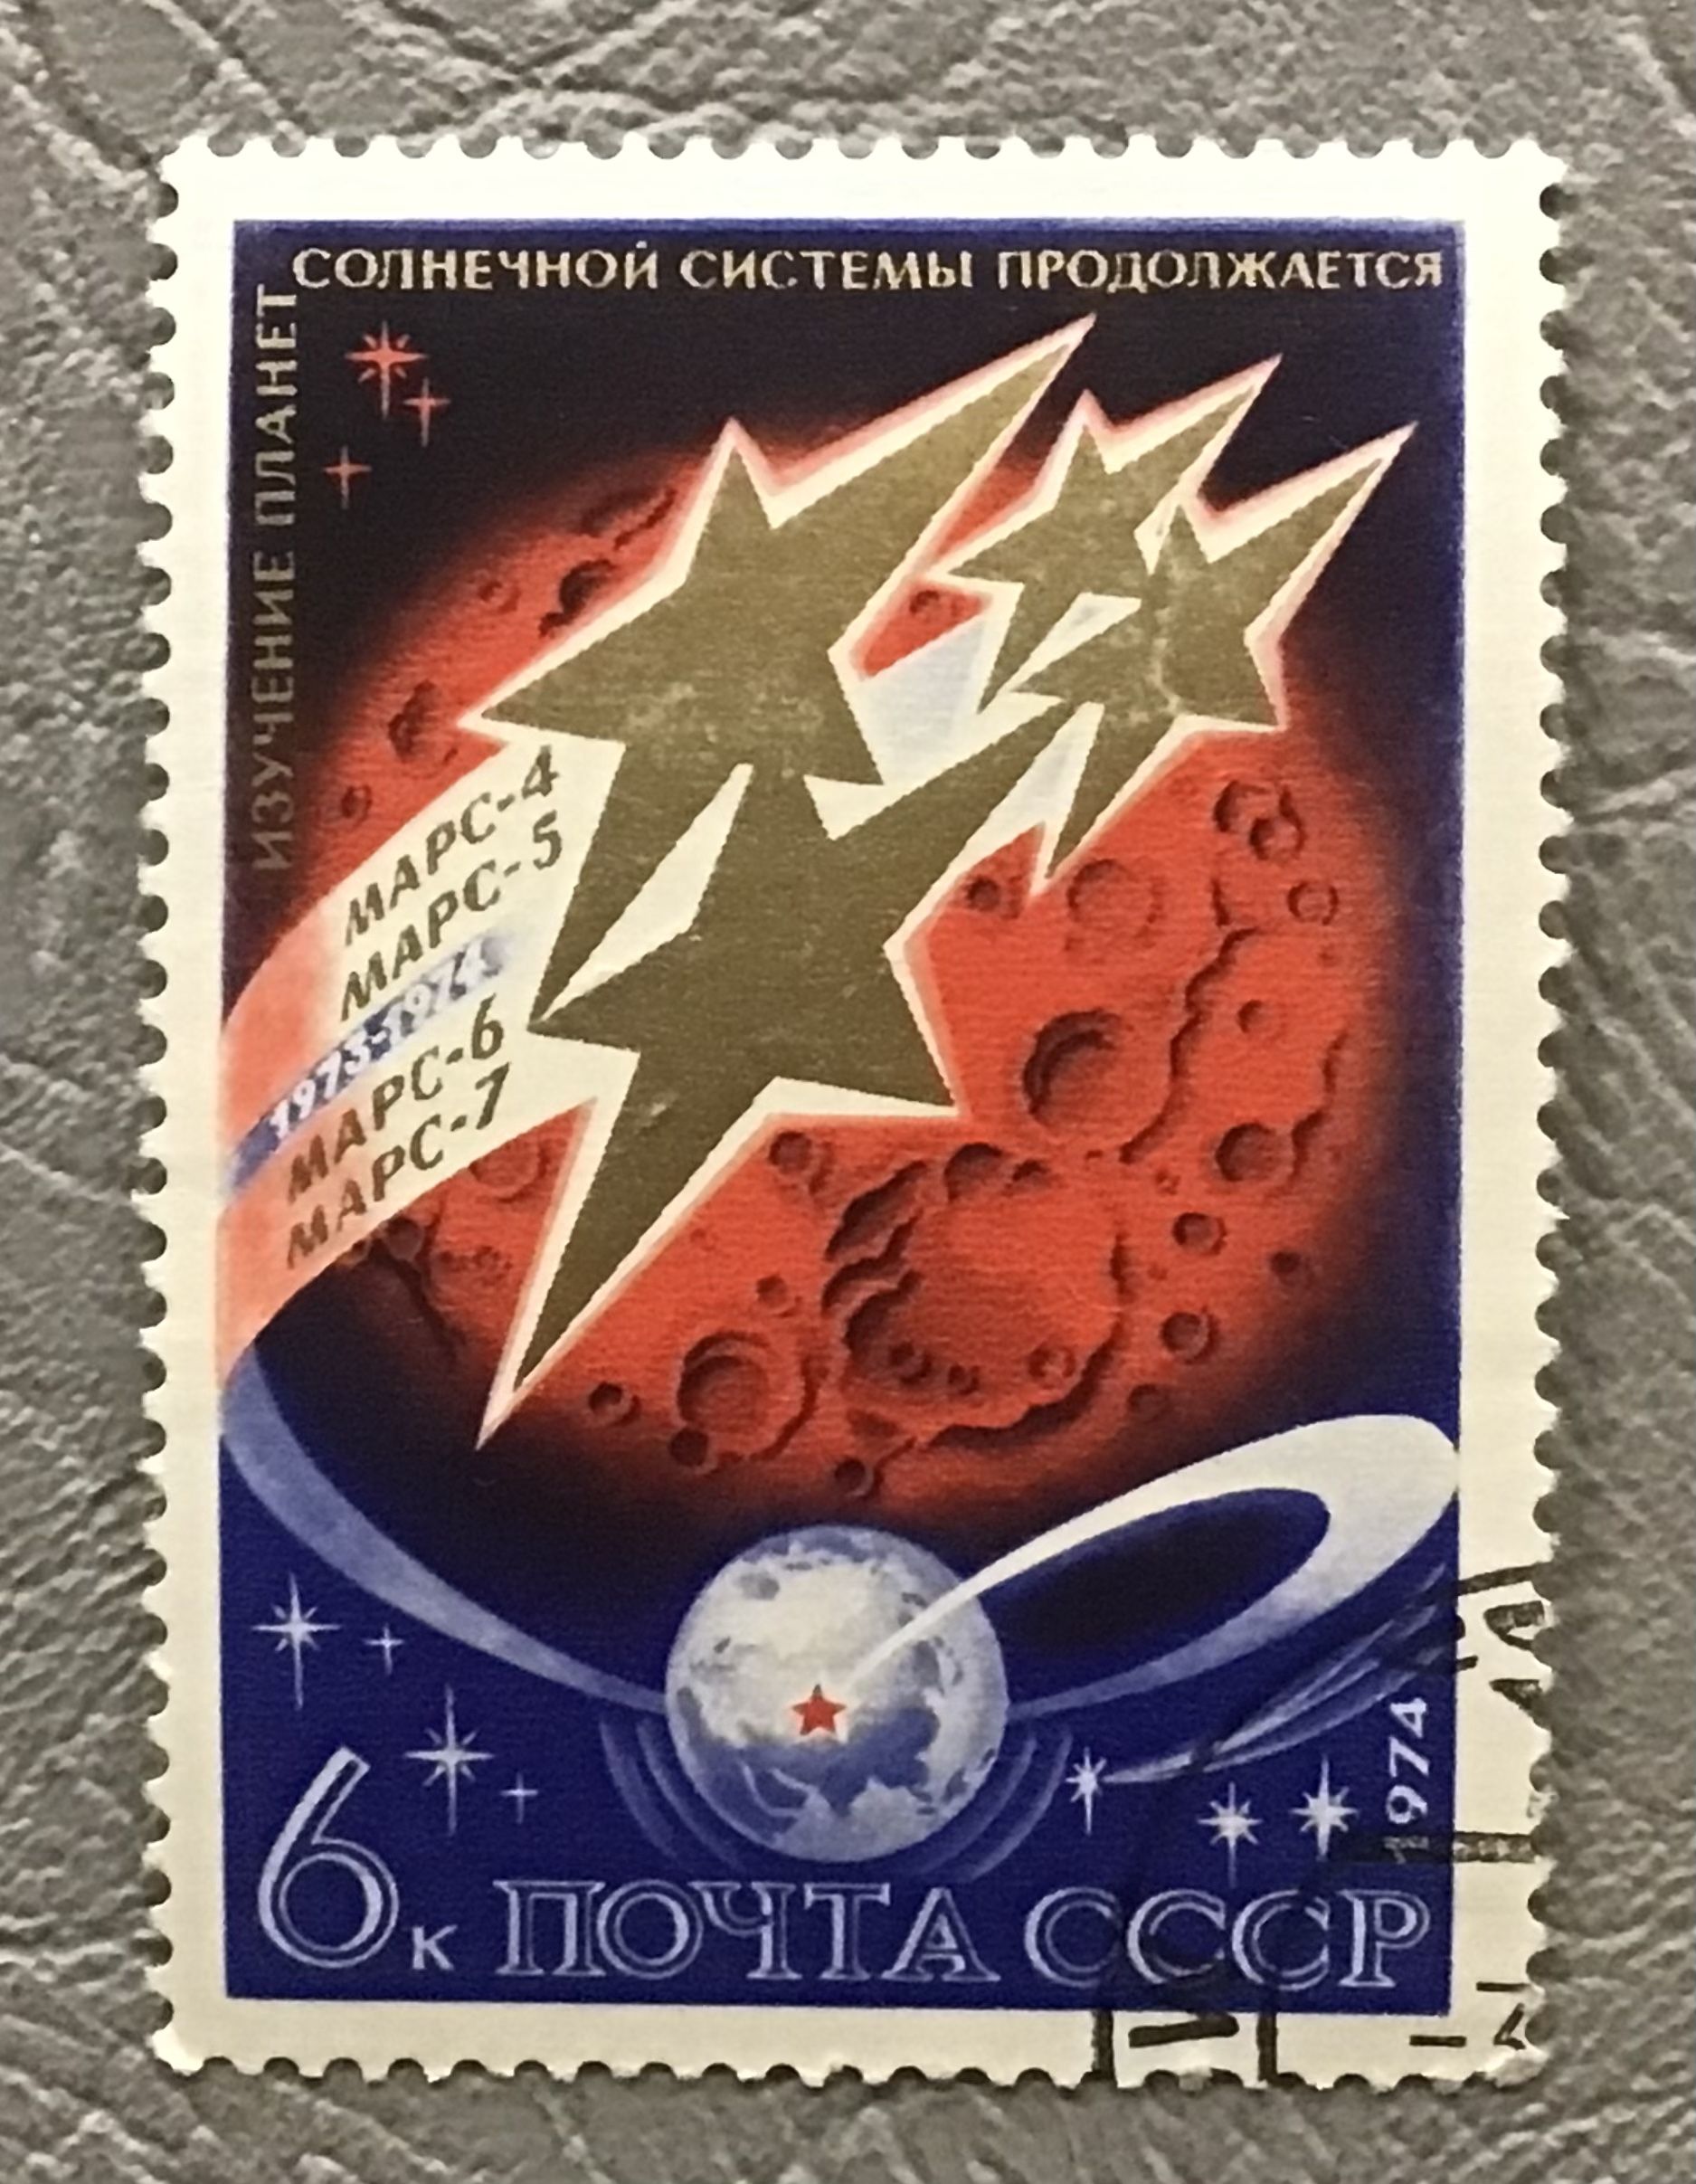 ИЗУЧЕНИЕ ПЛАНЕТ
СОЛНЕЧНОЙ СИСТЕМЫ ПРОДОЛЖАЕТСЯ
МАРС-4
МАРС-5
1973-1974
МАРС-6
МАРС-7
1974
6к ПОЧТА СССР